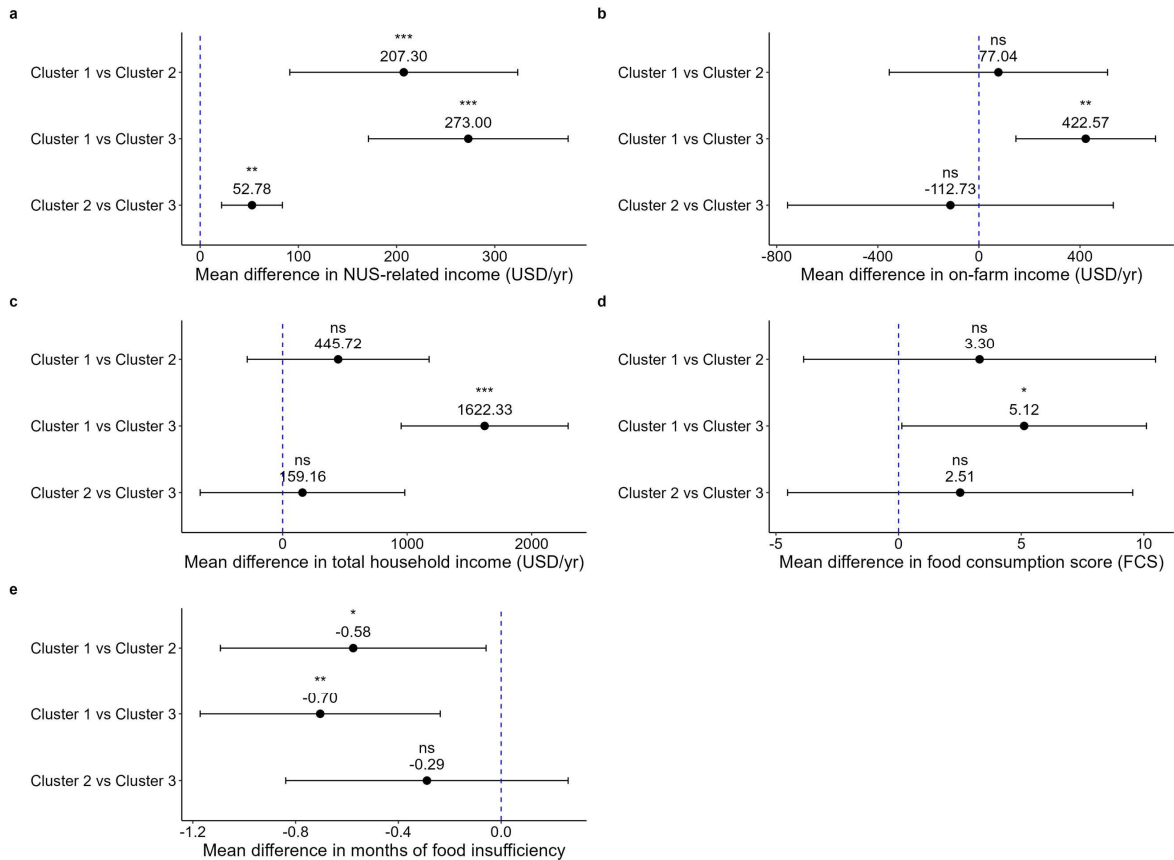 a
***
Cluster 1 vs Cluster 2
207.30
***
Cluster 1 vs Cluster 3
273.00
**
Cluster 2 vs Cluster 3
52.78
0
100
200
300
Mean difference in NUS-related income (USD/yr)
b
ns
Cluster 1 vs Cluster 2
77.04
**
Cluster 1 vs Cluster 3
422.57
ns
Cluster 2 vs Cluster 3
-112.73
-800
-400
0
400
Mean difference in on-farm income (USD/yr)
c
ns
Cluster 1 vs Cluster 2
445.72
***
Cluster 1 vs Cluster 3
1622.33
ns
Cluster 2 vs Cluster 3
159.16
0
1000
2000
Mean difference in total household income (USD/yr)
d
ns
Cluster 1 vs Cluster 2
3.30
*
Cluster 1 vs Cluster 3
5.12
ns
Cluster 2 vs Cluster 3
2.51
-5
0
5
10
Mean difference in food consumption score (FCS)
e
*
Cluster 1 vs Cluster 2
-0.58
**
Cluster 1 vs Cluster 3
-0.70
ns
Cluster 2 vs Cluster 3
-0.29
-1.2
-0.8
-0.4
0.0
Mean difference in months of food insufficiency